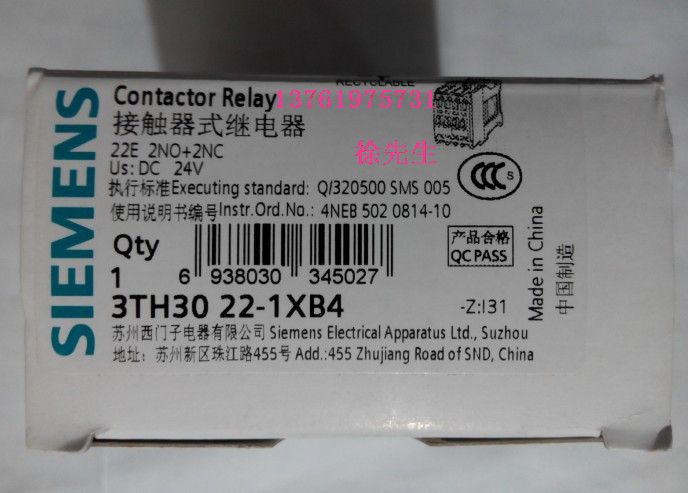 SIEMENS
RECYCLABLE
Contactor Relay
13761975731
接触器式继电器
徐先生
22E 2NO+2NC
Us: DC 24V
执行标准Executing standard: Q/320500 SMS 005
使用说明书编号Instr.Ord.No.: 4NEB 502 0814-10
CCC S
产品合格
QC PASS
Made in China
中国制造
Qty
1
6 938030 345027
3TH30 22-1XB4
-Z:I31
苏州西门子电器有限公司 Siemens Electrical Apparatus Ltd., Suzhou
地址: 苏州新区珠江路455号 Add.:455 Zhujiang Road of SND, China